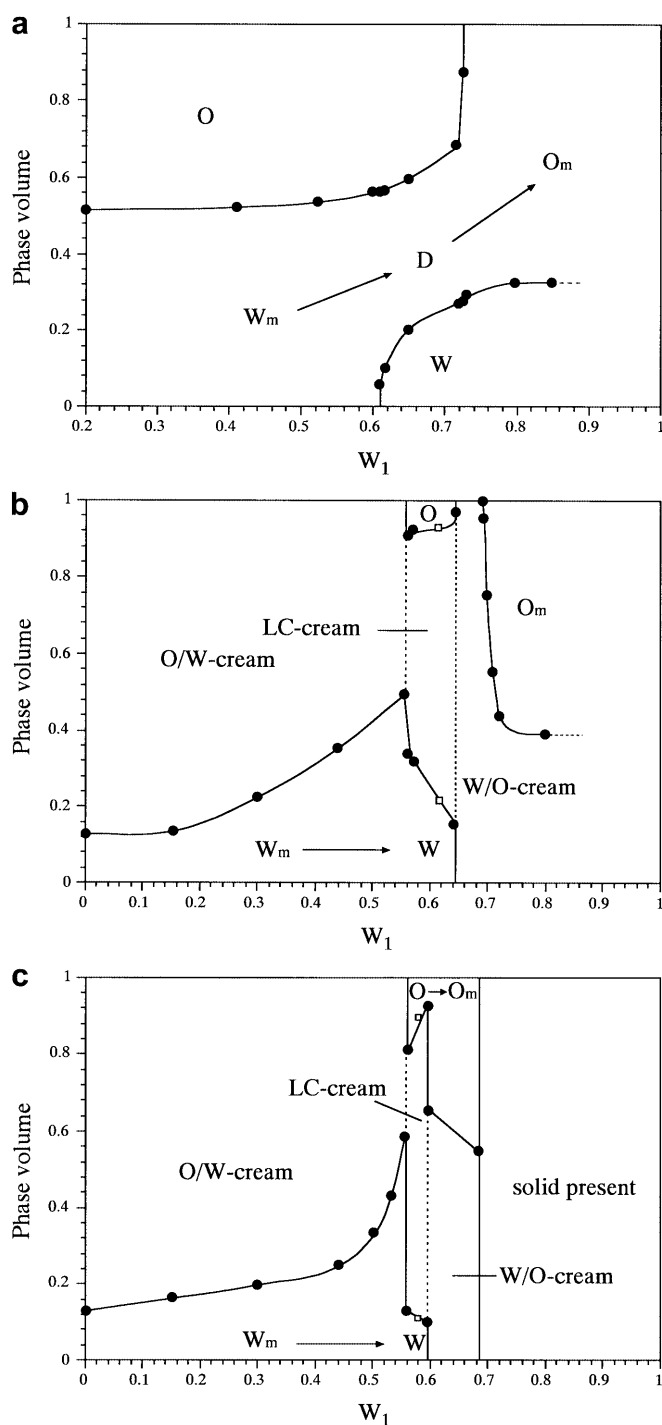 a
1
0.8
0.6
0.4
0.2
0
Phase volume
O
Om
D
Wm
W
0.2 0.3 0.4 0.5 0.6 0.7 0.8 0.9 1
W1
b
1
0.8
0.6
0.4
0.2
0
Phase volume
O
LC-cream
Om
O/W-cream
W/O-cream
Wm
W
0 0.1 0.2 0.3 0.4 0.5 0.6 0.7 0.8 0.9 1
W1
c
1
0.8
0.6
0.4
0.2
0
Phase volume
O → Om
LC-cream
O/W-cream
solid present
W/O-cream
Wm
W
0 0.1 0.2 0.3 0.4 0.5 0.6 0.7 0.8 0.9 1
W1